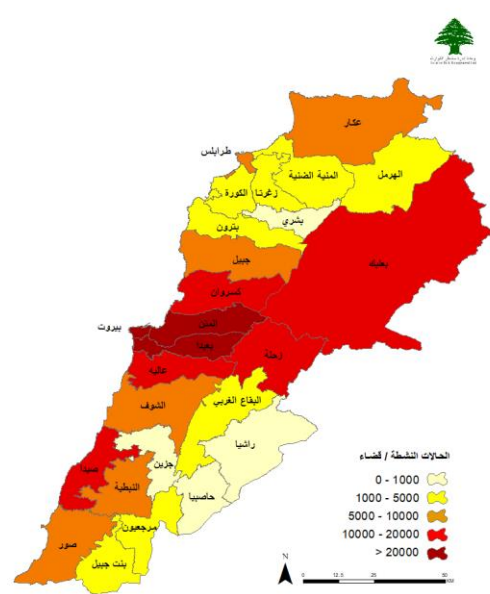 عكار
طرابلس
المنية الضنية
الهرمل
زغرتا
الكورة
بشري
بترون
بعلبك
جبيل
كسروان
المتن
بيروت
بعبدا
زحلة
عاليه
الشوف
البقاع الغربي
راشيا
صيدا
جزين
النبطية
حاصبيا
مرجعيون
صور
بنت جبيل
الحالات النشطة / قضاء
0 - 1000
1000 - 5000
5000 - 10000
10000 - 20000
> 20000
N
0 12.5 25 50
KM